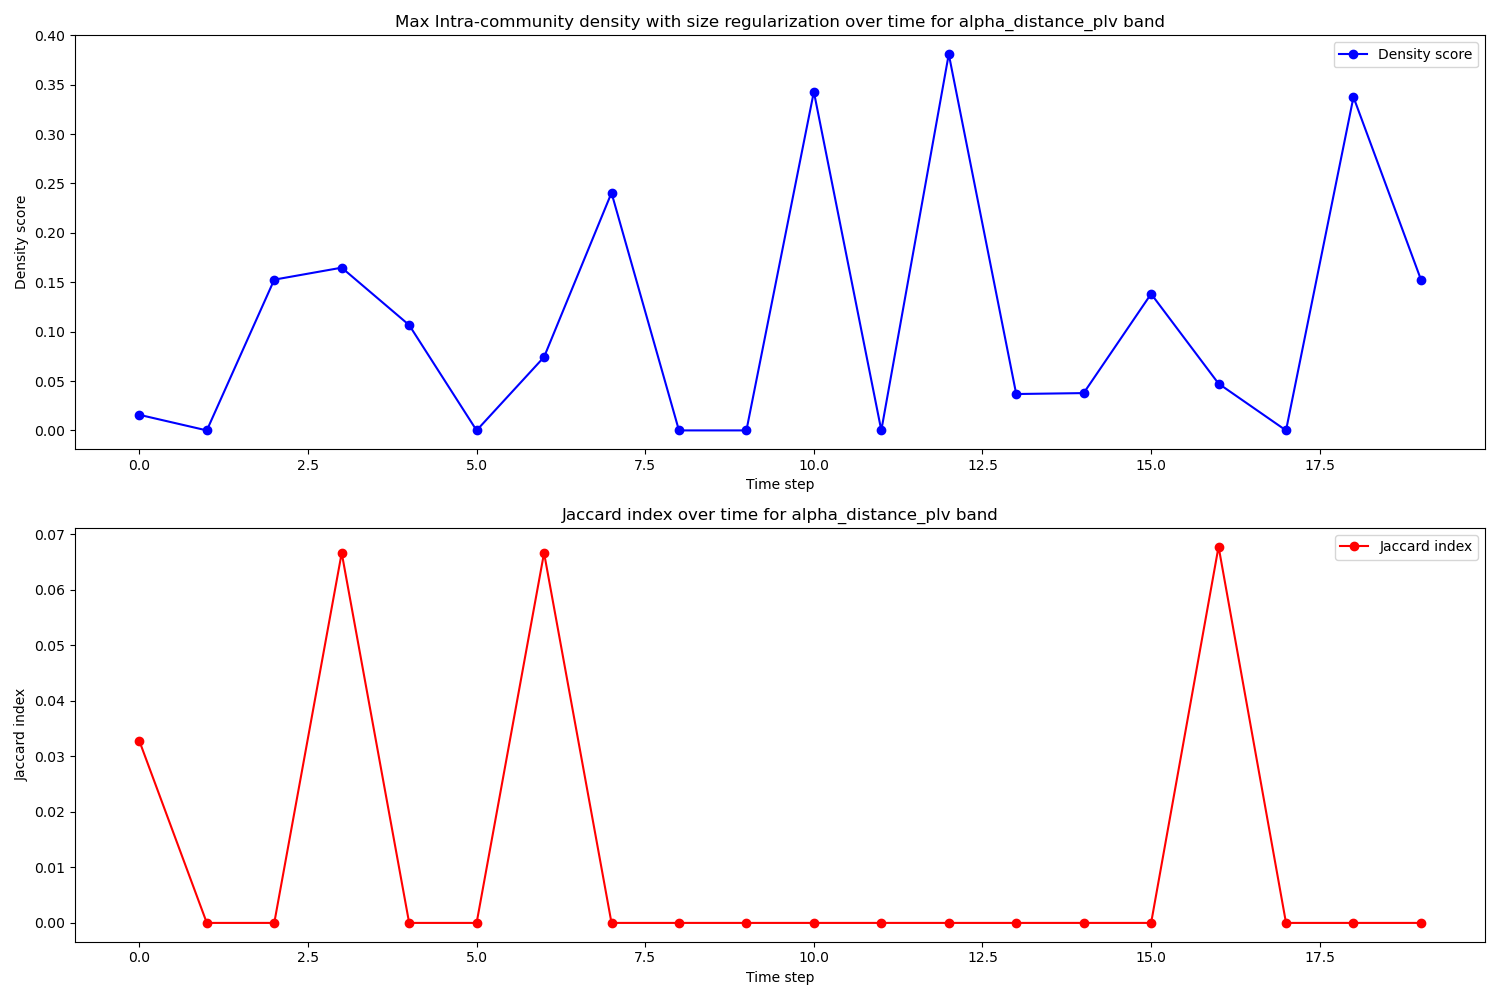 Max Intra-community density with size regularization over time for alpha_distance_plv band
Density score
0.40
0.35
0.30
0.25
0.20
0.15
0.10
0.05
0.00
Density score
0.0 2.5 5.0 7.5 10.0 12.5 15.0 17.5
Time step
Jaccard index over time for alpha_distance_plv band
Jaccard index
0.07
0.06
0.05
0.04
0.03
0.02
0.01
0.00
Jaccard index
0.0 2.5 5.0 7.5 10.0 12.5 15.0 17.5
Time step